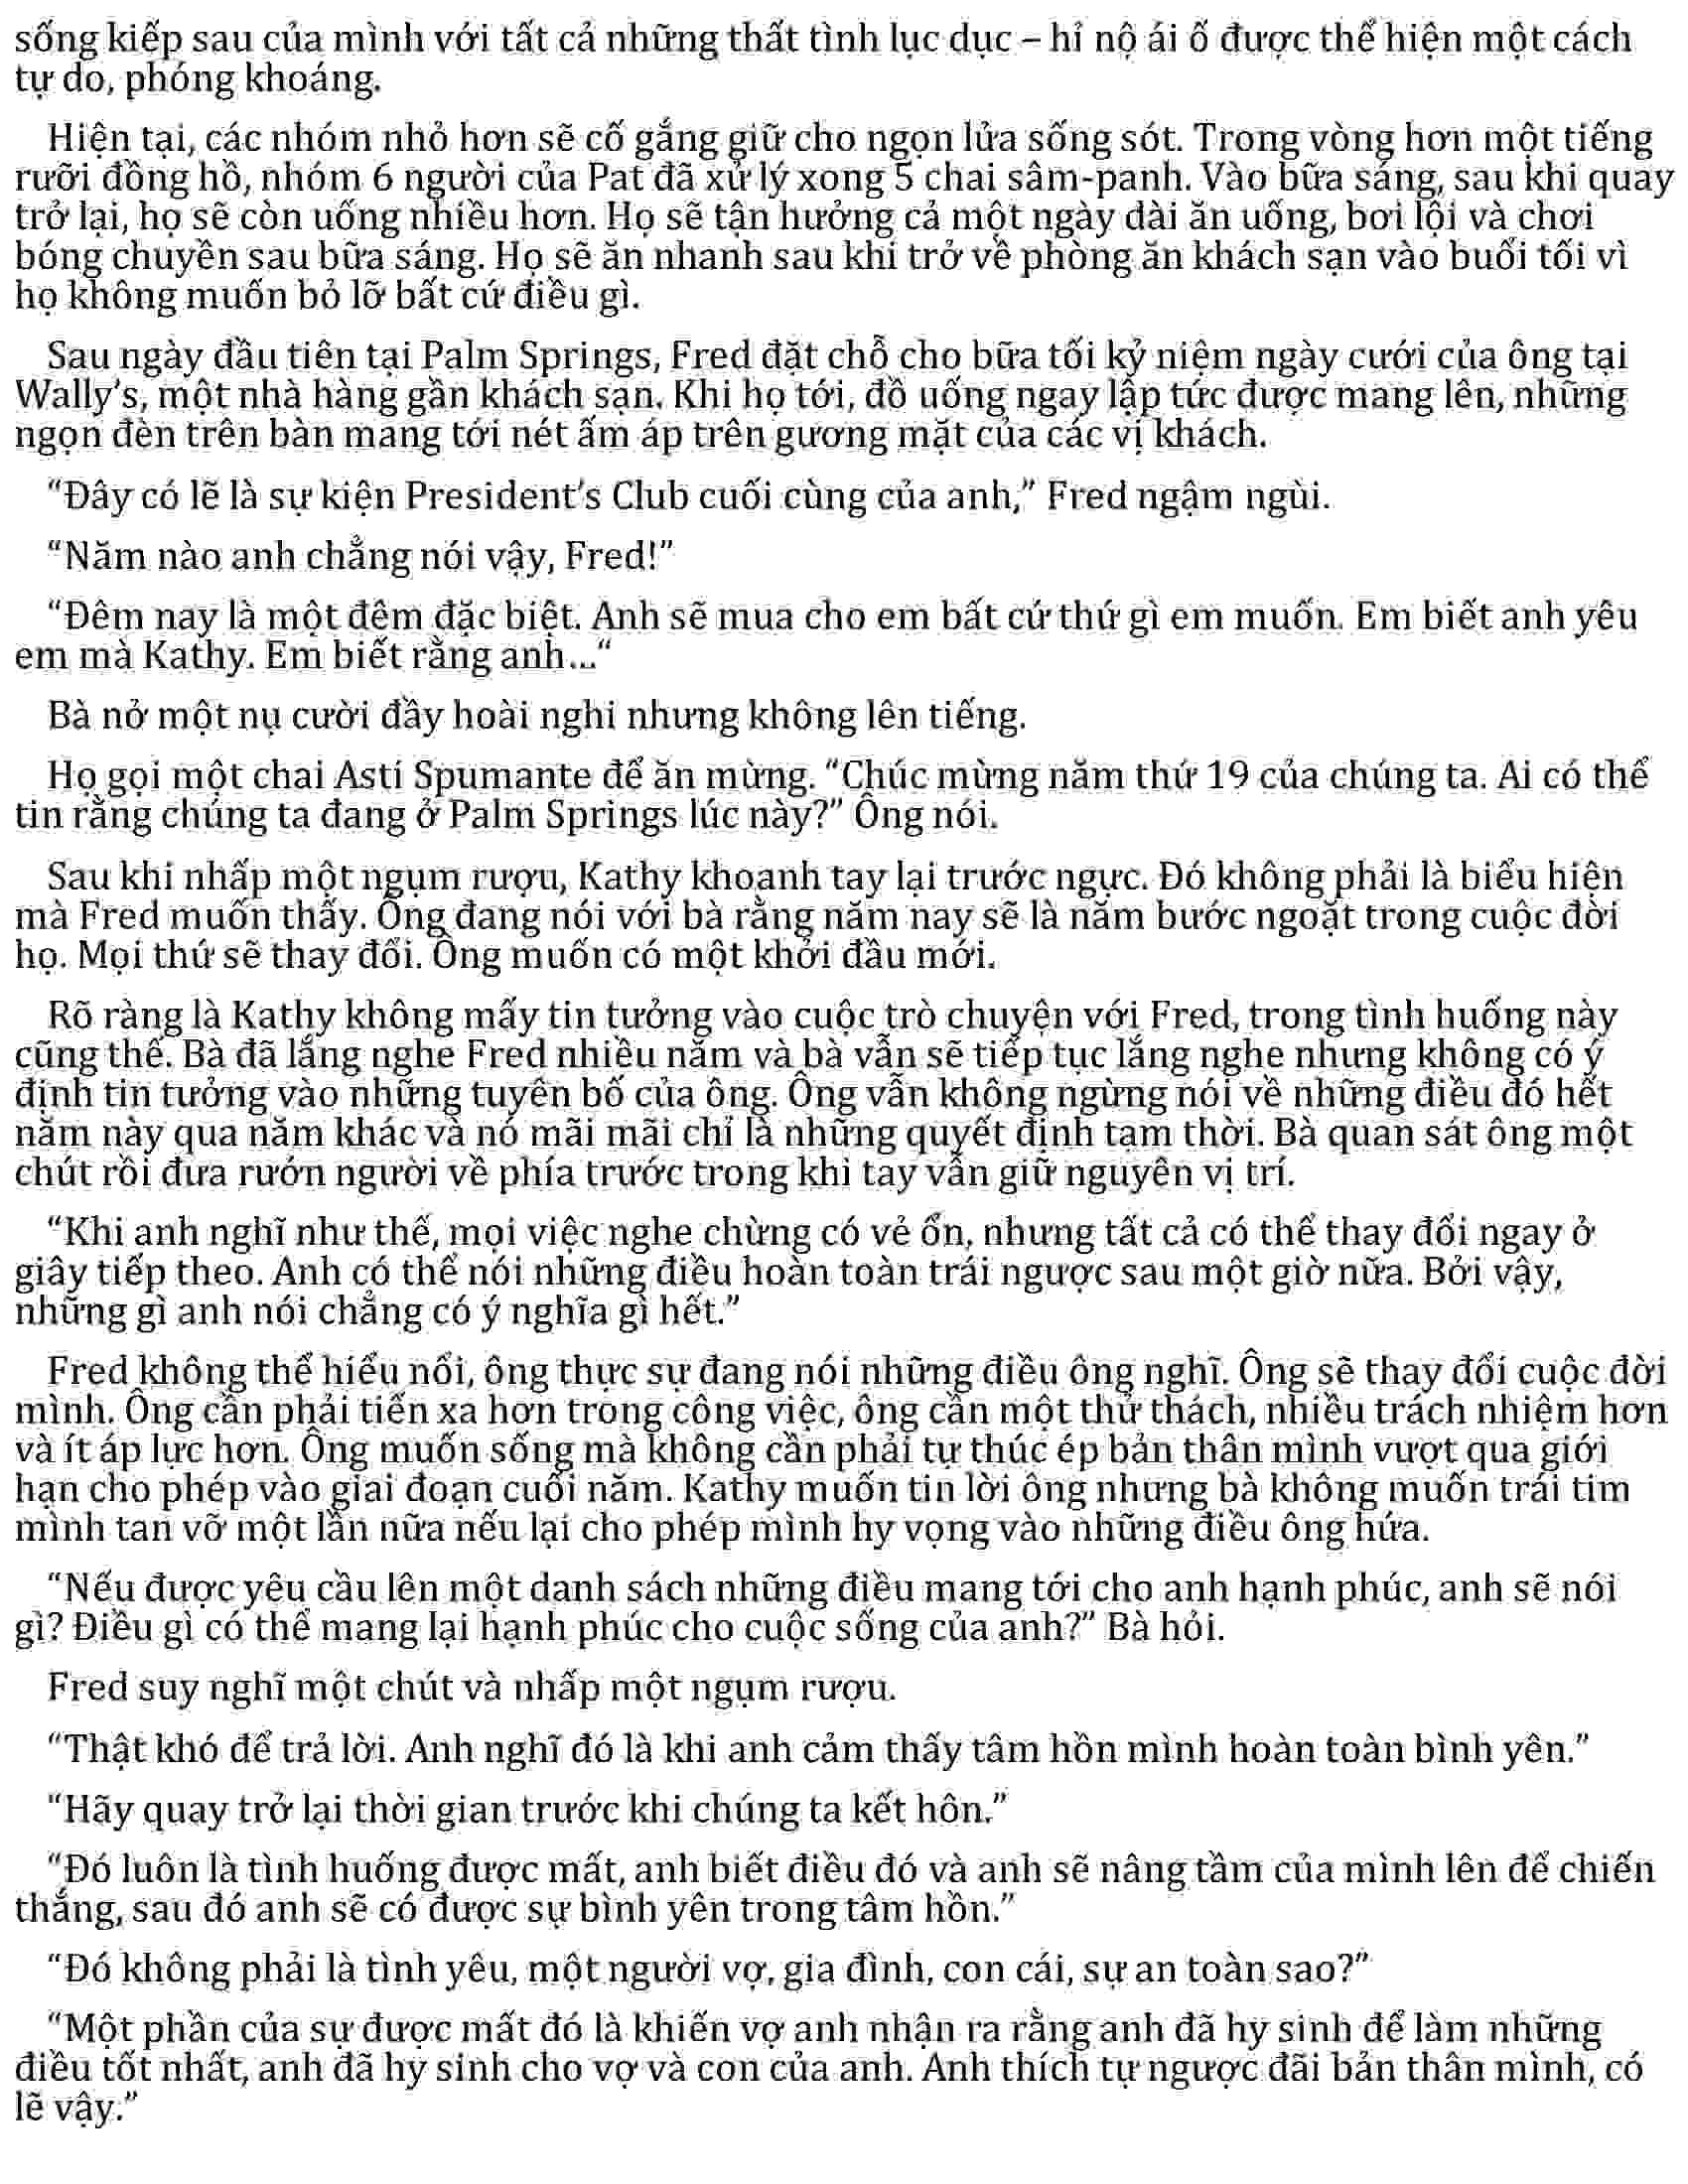 sống kiếp sau của mình với tất cả những thất tình lục dục – hỉ nộ ái ố được thể hiện một cách
tự do, phóng khoáng.
Hiện tại, các nhóm nhỏ hơn sẽ cố gắng giữ cho ngọn lửa sống sót. Trong vòng hơn một tiếng
rưỡi đồng hồ, nhóm 6 người của Pat đã xử lý xong 5 chai sâm-panh. Vào bữa sáng, sau khi quay
trở lại, họ sẽ còn uống nhiều hơn. Họ sẽ tận hưởng cả một ngày dài ăn uống, bơi lội và chơi
bóng chuyền sau bữa sáng. Họ sẽ ăn nhanh sau khi trở về phòng ăn khách sạn vào buổi tối vì
họ không muốn bỏ lỡ bất cứ điều gì.
Sau ngày đầu tiên tại Palm Springs, Fred đặt chỗ cho bữa tối kỷ niệm ngày cưới của ông tại
Wally’s, một nhà hàng gần khách sạn. Khi họ tới, đồ uống ngay lập tức được mang lên, những
ngọn đèn trên bàn mang tới nét ấm áp trên gương mặt của các vị khách.
“Đây có lẽ là sự kiện President’s Club cuối cùng của anh,” Fred ngậm ngùi.
“Năm nào anh chẳng nói vậy, Fred!”
“Đêm nay là một đêm đặc biệt. Anh sẽ mua cho em bất cứ thứ gì em muốn. Em biết anh yêu
em mà Kathy. Em biết rằng anh...“
Bà nở một nụ cười đầy hoài nghi nhưng không lên tiếng.
Họ gọi một chai Asti Spumante để ăn mừng. “Chúc mừng năm thứ 19 của chúng ta. Ai có thể
tin rằng chúng ta đang ở Palm Springs lúc này?” Ông nói.
Sau khi nhấp một ngụm rượu, Kathy khoanh tay lại trước ngực. Đó không phải là biểu hiện
mà Fred muốn thấy. Ông đang nói với bà rằng năm nay sẽ là năm bước ngoặt trong cuộc đời
họ. Mọi thứ sẽ thay đổi. Ông muốn có một khởi đầu mới.
Rõ ràng là Kathy không mấy tin tưởng vào cuộc trò chuyện với Fred, trong tình huống này
cũng thế. Bà đã lắng nghe Fred nhiều năm và bà vẫn sẽ tiếp tục lắng nghe nhưng không có ý
định tin tưởng vào những tuyên bố của ông. Ông vẫn không ngừng nói về những điều đó hết
năm này qua năm khác và nó mãi mãi chỉ là những quyết định tạm thời. Bà quan sát ông một
chút rồi đưa rướn người về phía trước trong khi tay vẫn giữ nguyên vị trí.
“Khi anh nghĩ như thế, mọi việc nghe chừng có vẻ ổn, nhưng tất cả có thể thay đổi ngay ở
giây tiếp theo. Anh có thể nói những điều hoàn toàn trái ngược sau một giờ nữa. Bởi vậy,
những gì anh nói chẳng có ý nghĩa gì hết.”
Fred không thể hiểu nổi, ông thực sự đang nói những điều ông nghĩ. Ông sẽ thay đổi cuộc đời
mình. Ông cần phải tiến xa hơn trong công việc, ông cần một thử thách, nhiều trách nhiệm hơn
và ít áp lực hơn. Ông muốn sống mà không cần phải tự thúc ép bản thân mình vượt qua giới
hạn cho phép vào giai đoạn cuối năm. Kathy muốn tin lời ông nhưng bà không muốn trái tim
mình tan vỡ một lần nữa nếu lại cho phép mình hy vọng vào những điều ông hứa.
“Nếu được yêu cầu lên một danh sách những điều mang tới cho anh hạnh phúc, anh sẽ nói
gì? Điều gì có thể mang lại hạnh phúc cho cuộc sống của anh?” Bà hỏi.
Fred suy nghĩ một chút và nhấp một ngụm rượu.
“Thật khó để trả lời. Anh nghĩ đó là khi anh cảm thấy tâm hồn mình hoàn toàn bình yên.”
“Hãy quay trở lại thời gian trước khi chúng ta kết hôn.”
“Đó luôn là tình huống được mất, anh biết điều đó và anh sẽ nâng tầm của mình lên để chiến
thắng, sau đó anh sẽ có được sự bình yên trong tâm hồn.”
“Đó không phải là tình yêu, một người vợ, gia đình, con cái, sự an toàn sao?”
“Một phần của sự được mất đó là khiến vợ anh nhận ra rằng anh đã hy sinh để làm những
điều tốt nhất, anh đã hy sinh cho vợ và con của anh. Anh thích tự ngược đãi bản thân mình, có
lẽ vậy.”